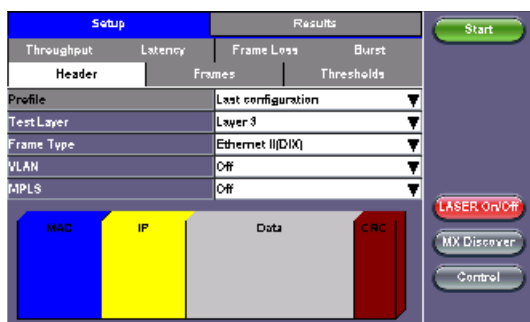 Setup Results
Throughput Latency Frame Loss Burst
Header Frames Thresholds
Profile Last configuration
Test Layer Layer 3
Frame Type Ethernet II(DIX)
VLAN Off
MPLS Off
MAC IP Data CRC
Start
LASER On/Off
MX Discover
Control